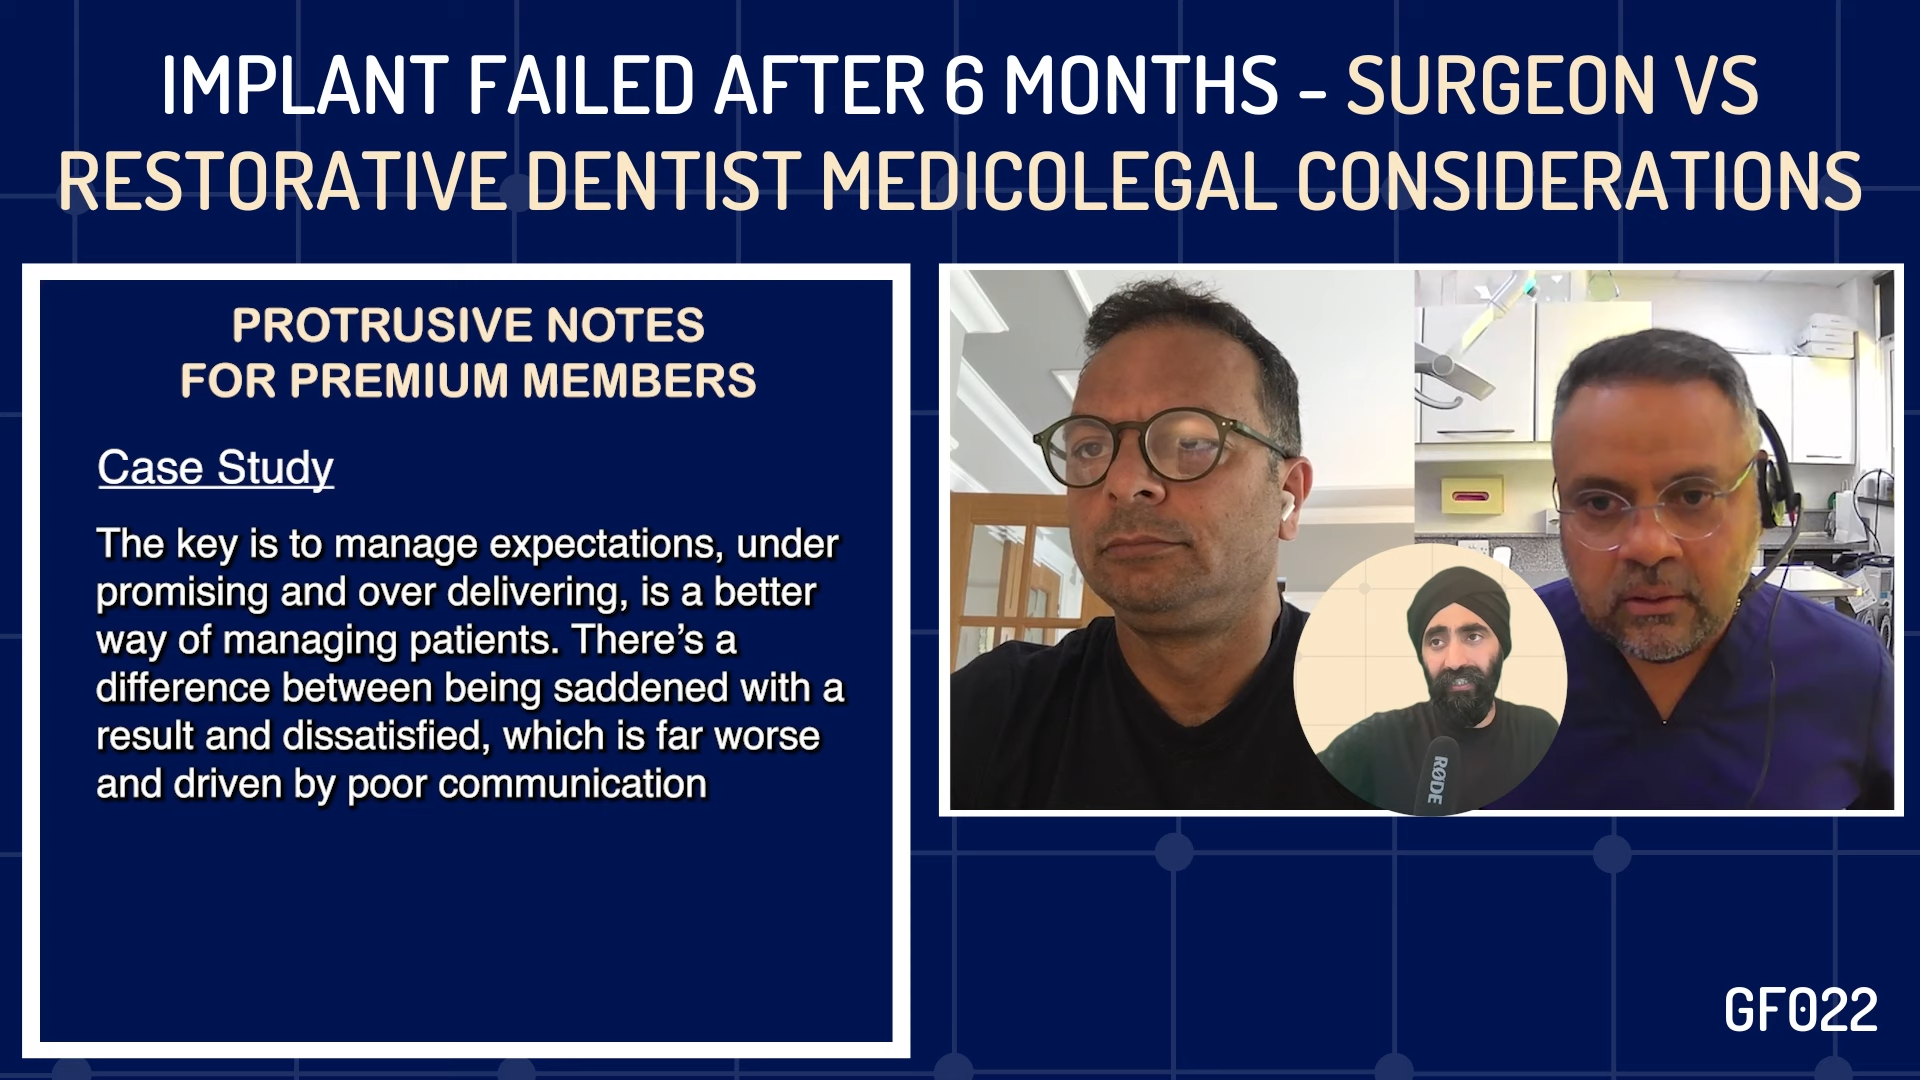 IMPLANT FAILED AFTER 6 MONTHS - SURGEON VS
RESTORATIVE DENTIST MEDICOLEGAL CONSIDERATIONS
PROTRUSIVE NOTES
FOR PREMIUM MEMBERS
Case Study
The key is to manage expectations, under
promising and over delivering, is a better
way of managing patients. There’s a
difference between being saddened with a
result and dissatisfied, which is far worse
and driven by poor communication
RØDE
GF022